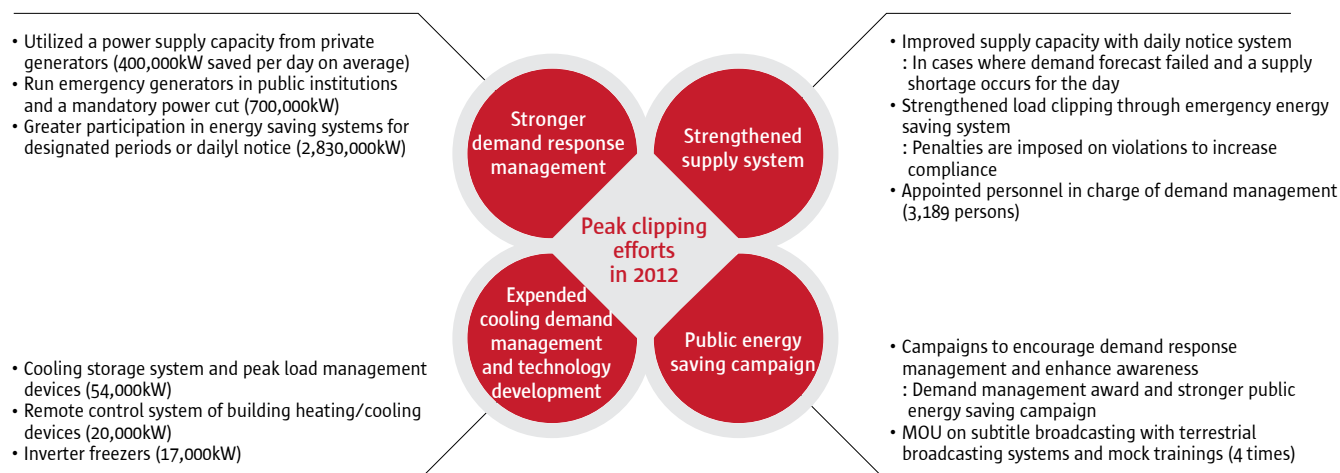 • Utilized a power supply capacity from private
generators (400,000kW saved per day on average)
• Run emergency generators in public institutions
and a mandatory power cut (700,000kW)
• Greater participation in energy saving systems for
designated periods or dailyl notice (2,830,000kW)
Stronger
demand response
management
Strengthened
supply system
• Improved supply capacity with daily notice system
: In cases where demand forecast failed and a supply
shortage occurs for the day
• Strengthened load clipping through emergency energy
saving system
: Penalties are imposed on violations to increase
compliance
• Appointed personnel in charge of demand management
(3,189 persons)
Peak clipping
efforts
in 2012
• Cooling storage system and peak load management
devices (54,000kW)
• Remote control system of building heating/cooling
devices (20,000kW)
• Inverter freezers (17,000kW)
Expended
cooling demand
management
and technology
development
Public energy
saving campaign
• Campaigns to encourage demand response
management and enhance awareness
: Demand management award and stronger public
energy saving campaign
• MOU on subtitle broadcasting with terrestrial
broadcasting systems and mock trainings (4 times)